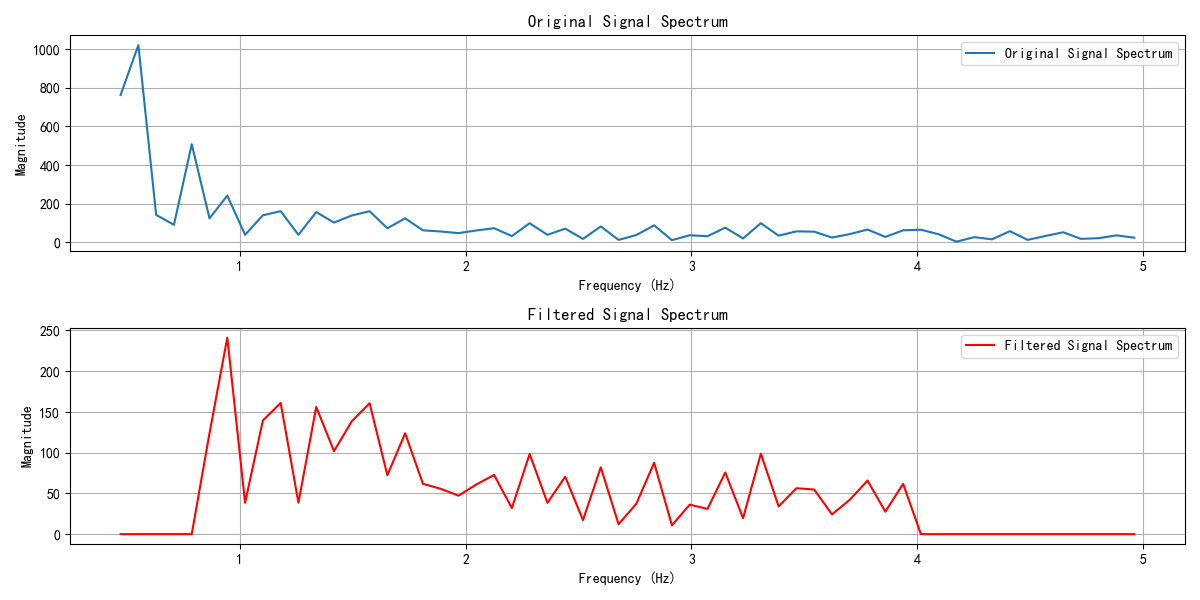 Original Signal Spectrum
Original Signal Spectrum
1000
800
600
400
200
0
Magnitude
1 2 3 4 5
Frequency (Hz)
Filtered Signal Spectrum
Filtered Signal Spectrum
250
200
150
100
50
0
Magnitude
1 2 3 4 5
Frequency (Hz)